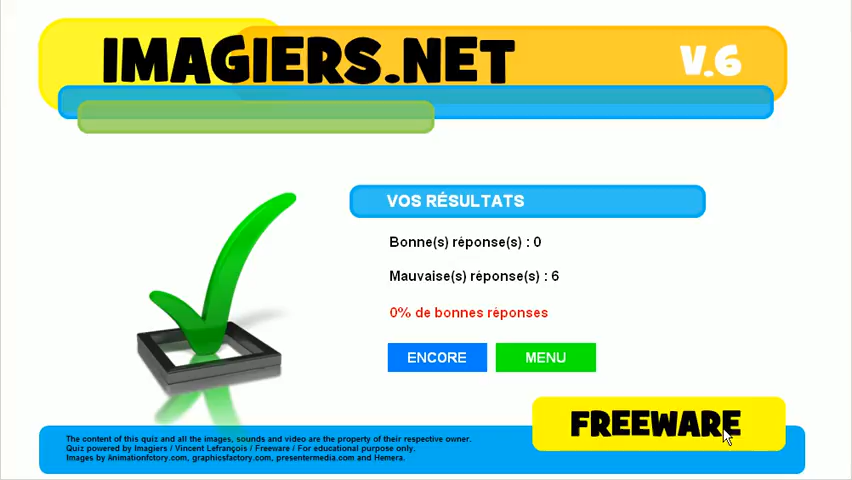 IMAGIERS.NET
V.6
VOS RÉSULTATS
Bonne(s) réponse(s) : 0
Mauvaise(s) réponse(s) : 6
0% de bonnes réponses
ENCORE
MENU
FREEWARE
The content of this quiz and all the images, sounds and video are the property of their respective owner.
Quiz powered by Imagiers / Vincent Lefrançois / Freeware / For educational purpose only.
Images by Animationfctory.com, graphicsfactory.com, presentermedia.com and Hemera.